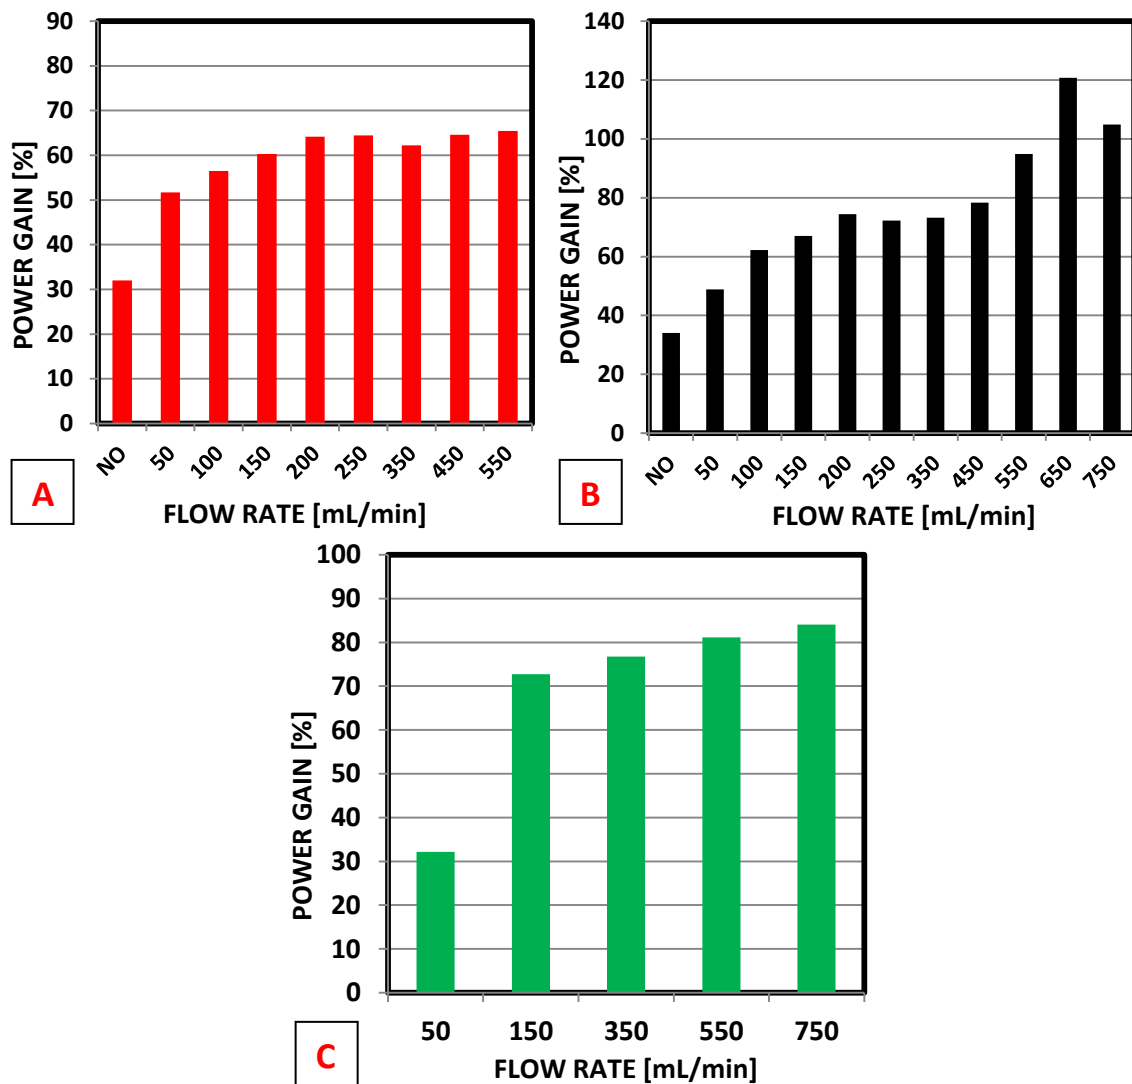 90
80
70
60
50
40
30
20
10
0
POWER GAIN [%]
NO 50 100 150 200 250 350 450 550
FLOW RATE [mL/min]
A
140
120
100
80
60
40
20
0
POWER GAIN [%]
NO 50 100 150 200 250 350 450 550 650 750
FLOW RATE [mL/min]
B
100
90
80
70
60
50
40
30
20
10
0
POWER GAIN [%]
50 150 350 550 750
FLOW RATE [mL/min]
C